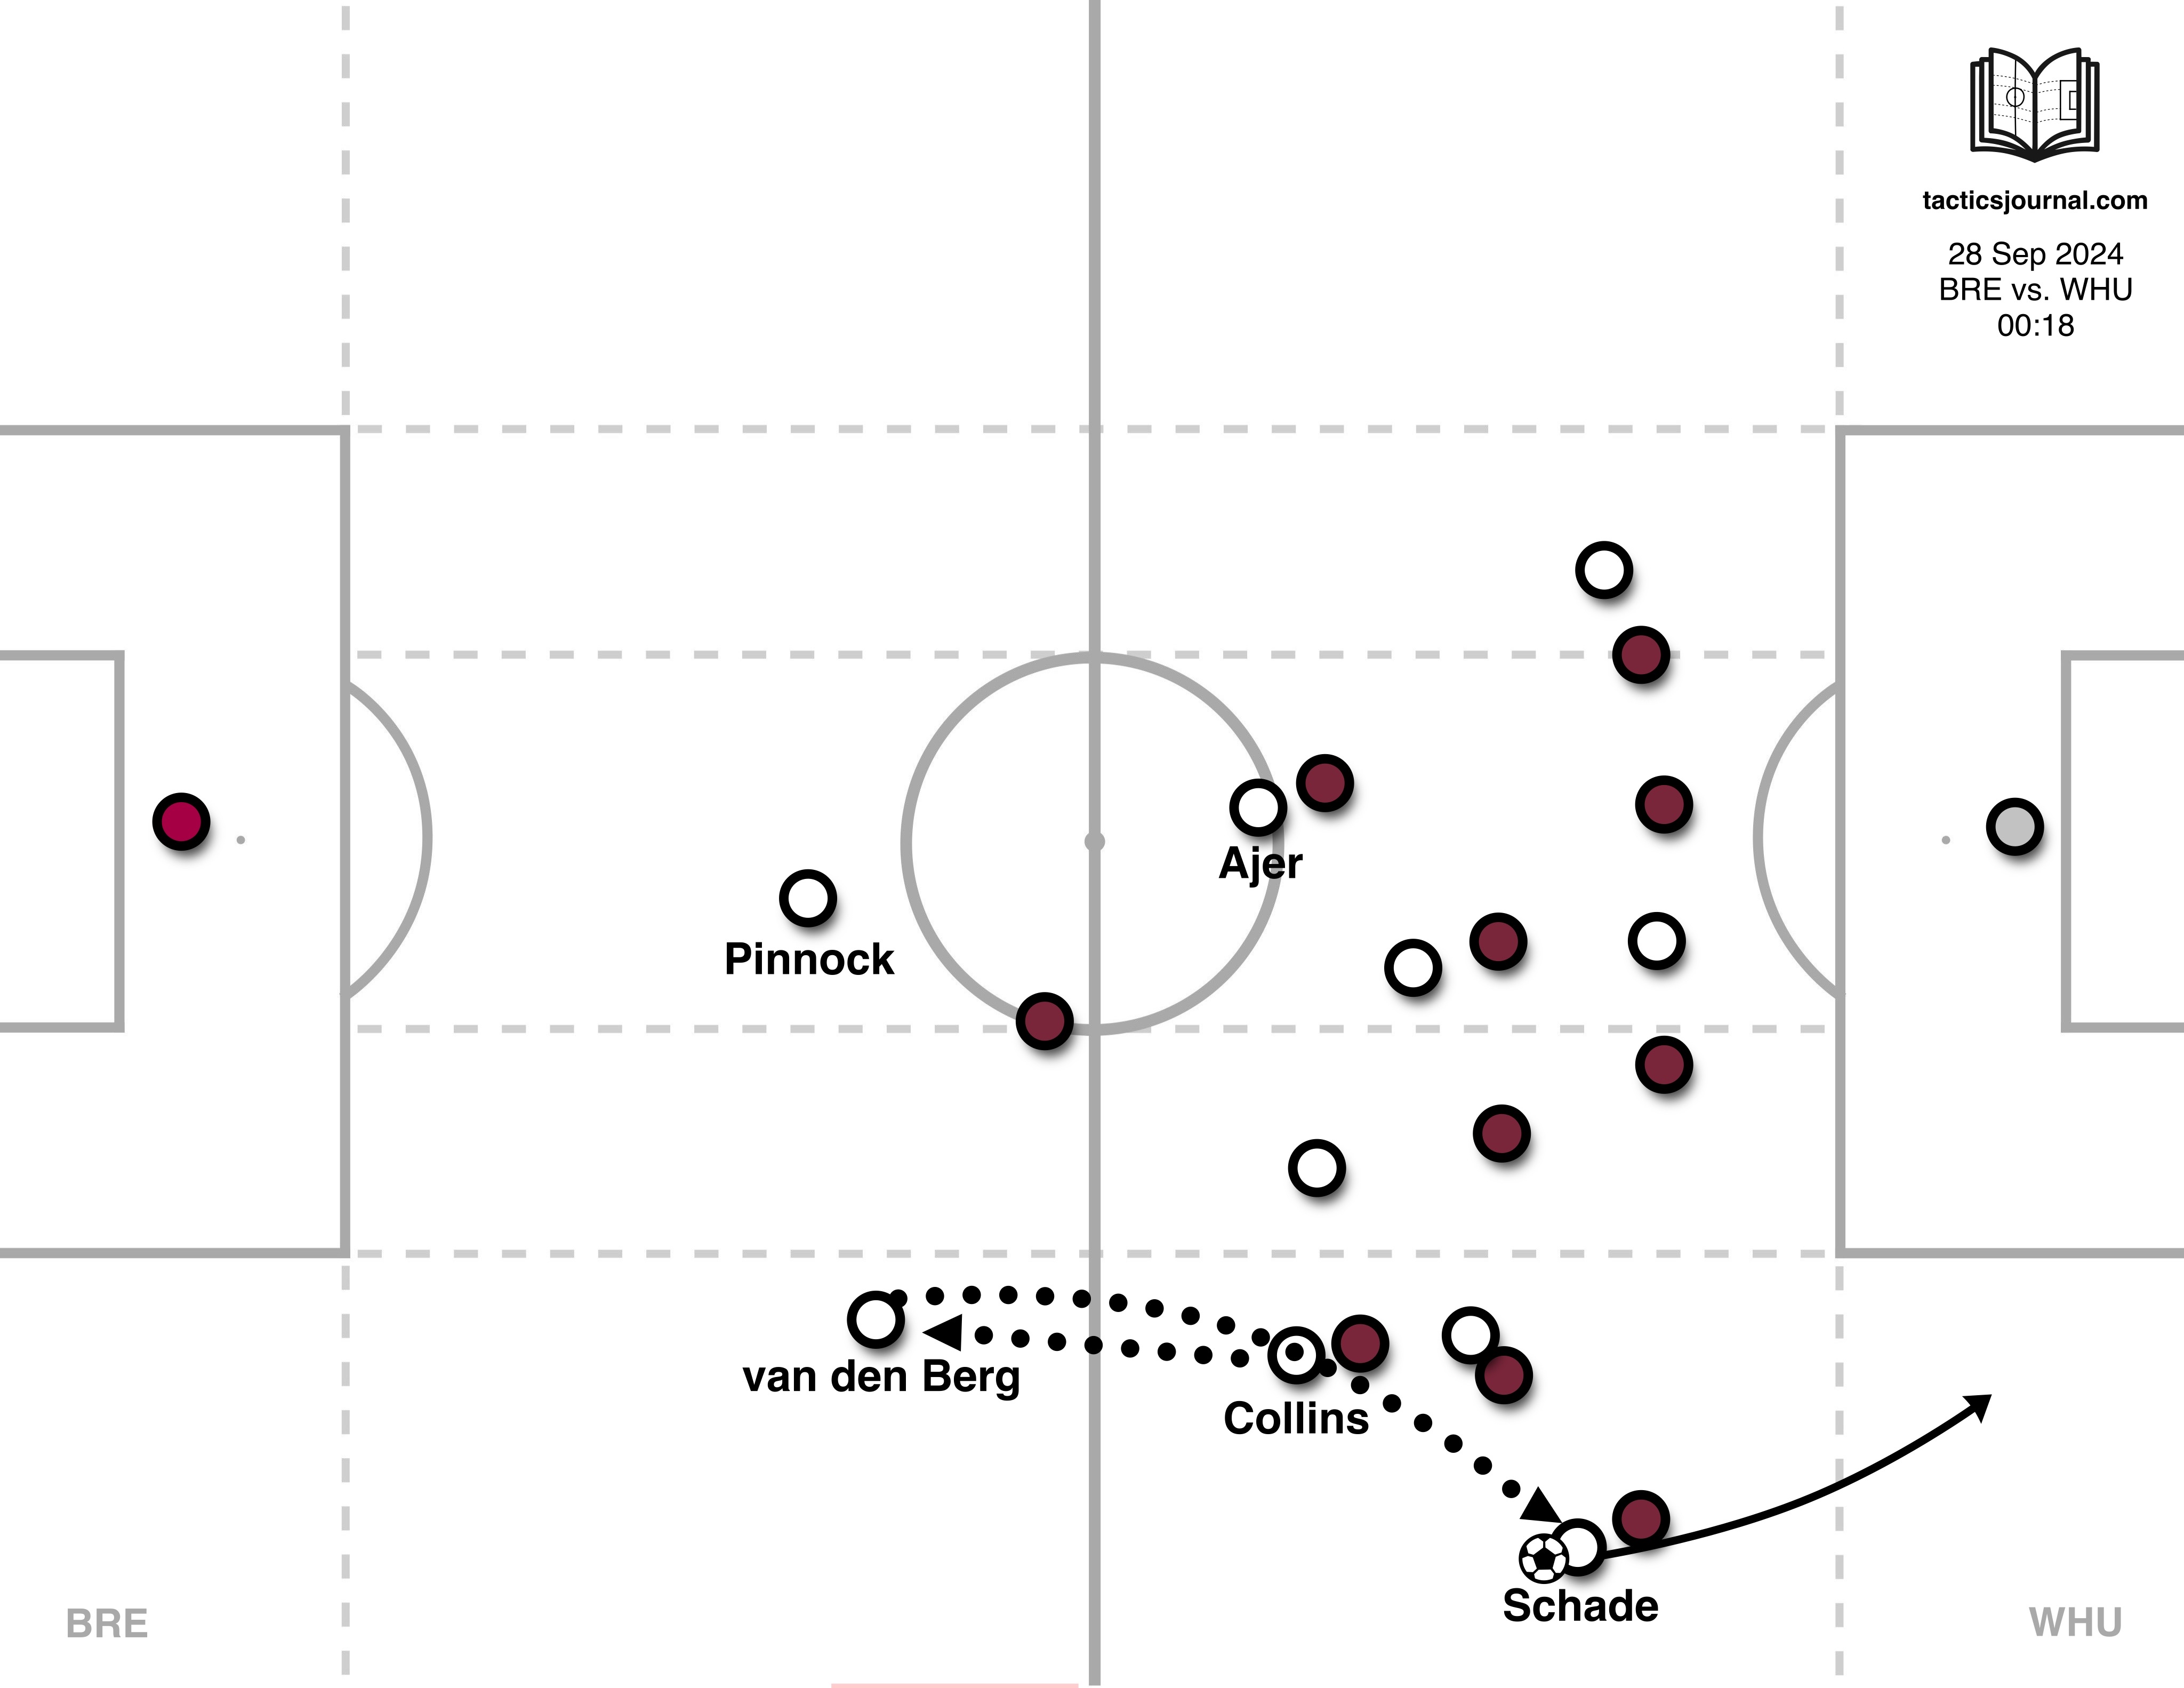 tacticsjournal.com
28 Sep 2024
BRE vs. WHU
00:18
Ajer
Pinnock
van den Berg
Collins
Schade
BRE
WHU